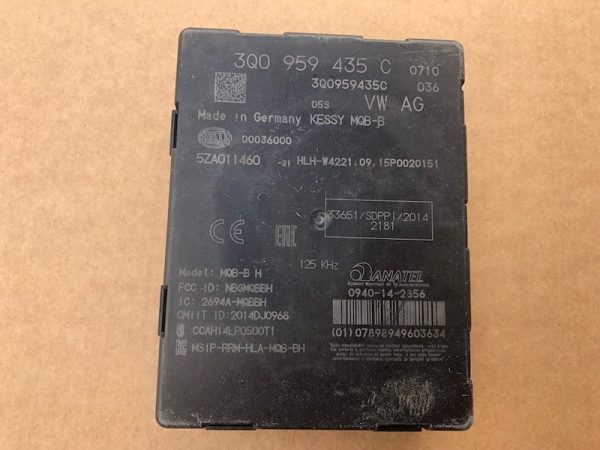 3Q0 959 435 C 0710
3Q0959435C 036
05S VW AG
Made in Germany KESSY MQB-B
00036000
5ZA011460 -21 HLH-W4221.09.15P0020151
33651/SDPPI/2014
2181
CE EAC
125 KHz
ANATEL
Model: MQB-B H
FCC ID: NBGMQBBH
0940-14-2856
IC: 2694A-MQBBH
CMIIT ID:2014DJ0968
CCAH14LP0500T1
(01)07898949603634
MSIP-RRM-HLA-MQB-BH